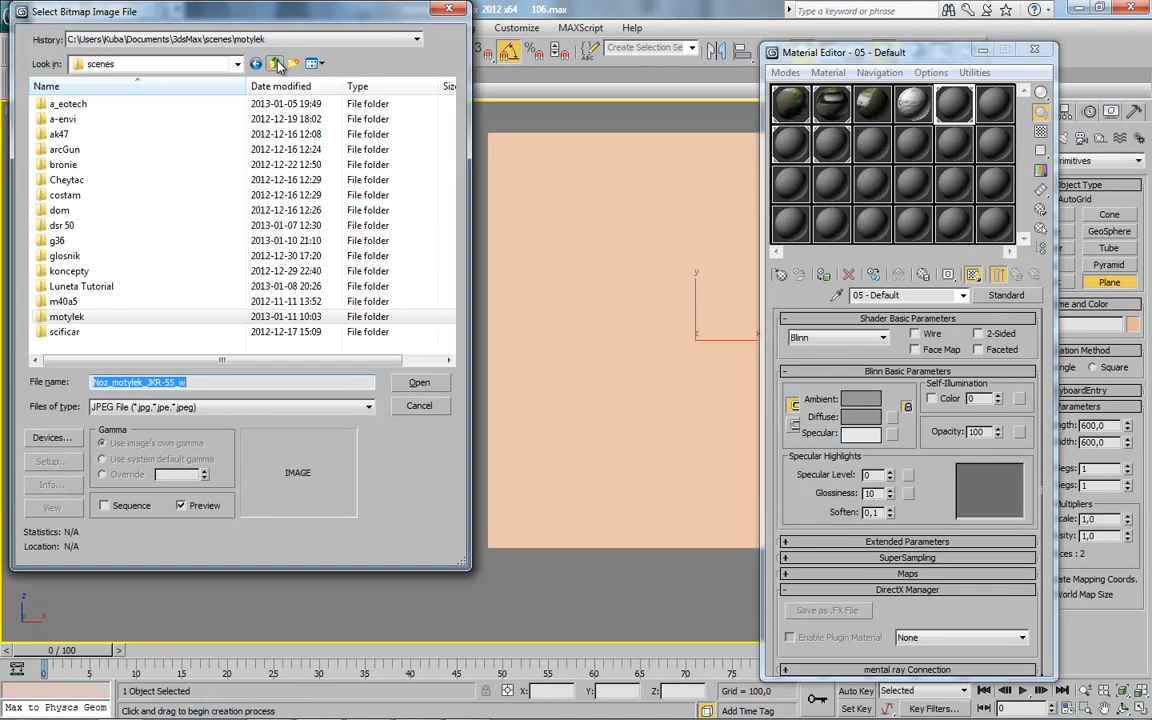 Select Bitmap Image File
2012 x32
106.max
Type a keyword or phrase
Customize
MAXScript
Help
History: C:\Users\Kuba\Documents\3dsMax\scenes\motylek
Look in: scenes
Create Selection Se
Material Editor - 05 - Default
Modes Material Navigation Options Utilities
Name Date modified Type Size
a_eotech 2013-01-05 19:49 File folder
a-envi 2012-12-19 18:02 File folder
ak47 2012-12-16 12:08 File folder
arcGun 2012-12-16 12:24 File folder
bronie 2012-12-22 12:50 File folder
Cheytac 2012-12-16 12:29 File folder
costam 2012-12-16 12:29 File folder
dom 2012-12-16 12:26 File folder
dsr 50 2013-01-07 12:30 File folder
g36 2013-01-10 21:10 File folder
glosnik 2012-12-30 17:20 File folder
koncepty 2012-12-29 22:40 File folder
Luneta Tutorial 2013-01-08 20:26 File folder
m40a5 2012-11-11 13:52 File folder
motylek 2013-01-11 10:03 File folder
scificar 2012-12-17 15:09 File folder
File name: Noz_motylek_JKR-55_w Open
Files of type: JPEG File (*.jpg,*.jpe,*.jpeg) Cancel
Devices...
Setup...
Info...
View
Gamma
Use image's own gamma
Use system default gamma
Override
Sequence Preview
IMAGE
Statistics: N/A
Location: N/A
y
z
x
05 - Default Standard
Shader Basic Parameters
Blinn Wire 2-Sided
Face Map Faceted
Blinn Basic Parameters
Self-Illumination
Ambient: Color 0
Diffuse:
Specular: Opacity: 100
Specular Highlights
Specular Level: 0
Glossiness: 10
Soften: 0,1
Extended Parameters
SuperSampling
Maps
DirectX Manager
Save as .FX File
Enable Plugin Material None
mental ray Connection
Object Type
AutoGrid
Cone
GeoSphere
Tube
Pyramid
Plane
Square
600,0
600,0
1
1
1,0
1,0
z
x
0 / 100
0 5 10 15 20 25 30 35 40 45 50 55 60 65 70 75
1 Object Selected X: Y: Z: Grid = 100,0 Auto Key Selected
Max to Physcs Geom Click and drag to begin creation process Add Time Tag Set Key Key Filters... 0